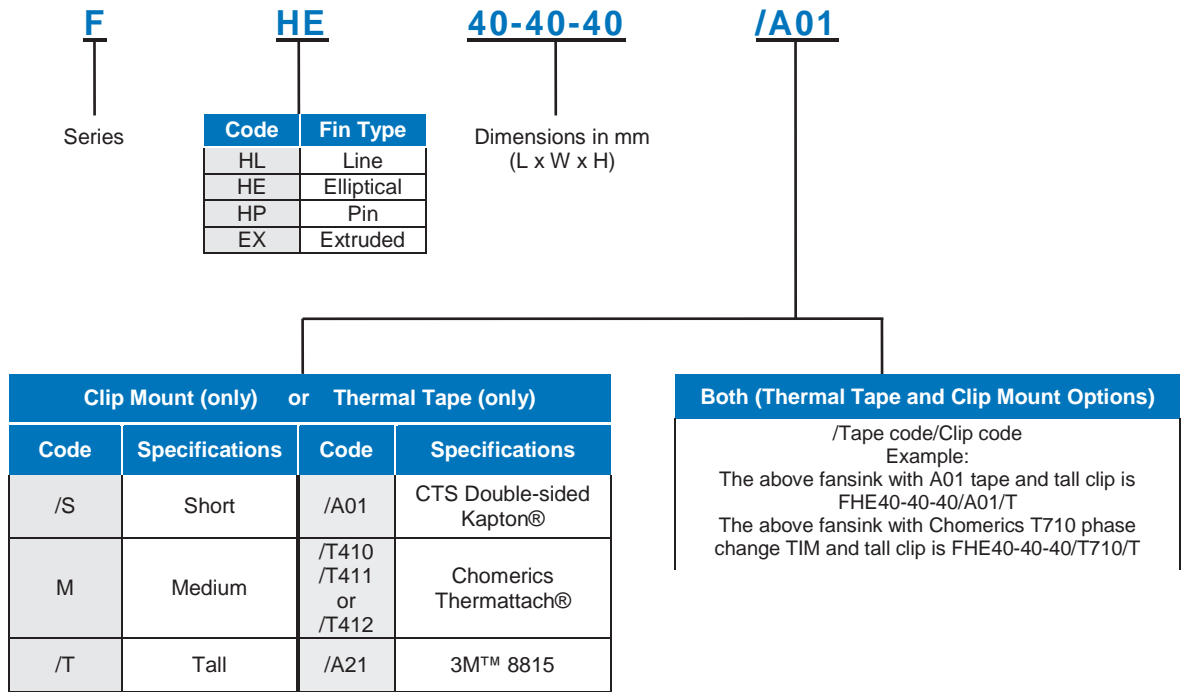 F HE 40-40-40 /A01
Series
Code Fin Type
HL Line
HE Elliptical
HP Pin
EX Extruded
Dimensions in mm
(L x W x H)
Clip Mount (only) or Thermal Tape (only)
Code Specifications Code Specifications
/S Short /A01 CTS Double-sided
Kapton®
M Medium /T410
/T411
or
/T412
Chomerics
Thermattach®
/T Tall /A21 3M™ 8815
Both (Thermal Tape and Clip Mount Options)
/Tape code/Clip code
Example:
The above fansink with A01 tape and tall clip is
FHE40-40-40/A01/T
The above fansink with Chomerics T710 phase
change TIM and tall clip is FHE40-40-40/T710/T